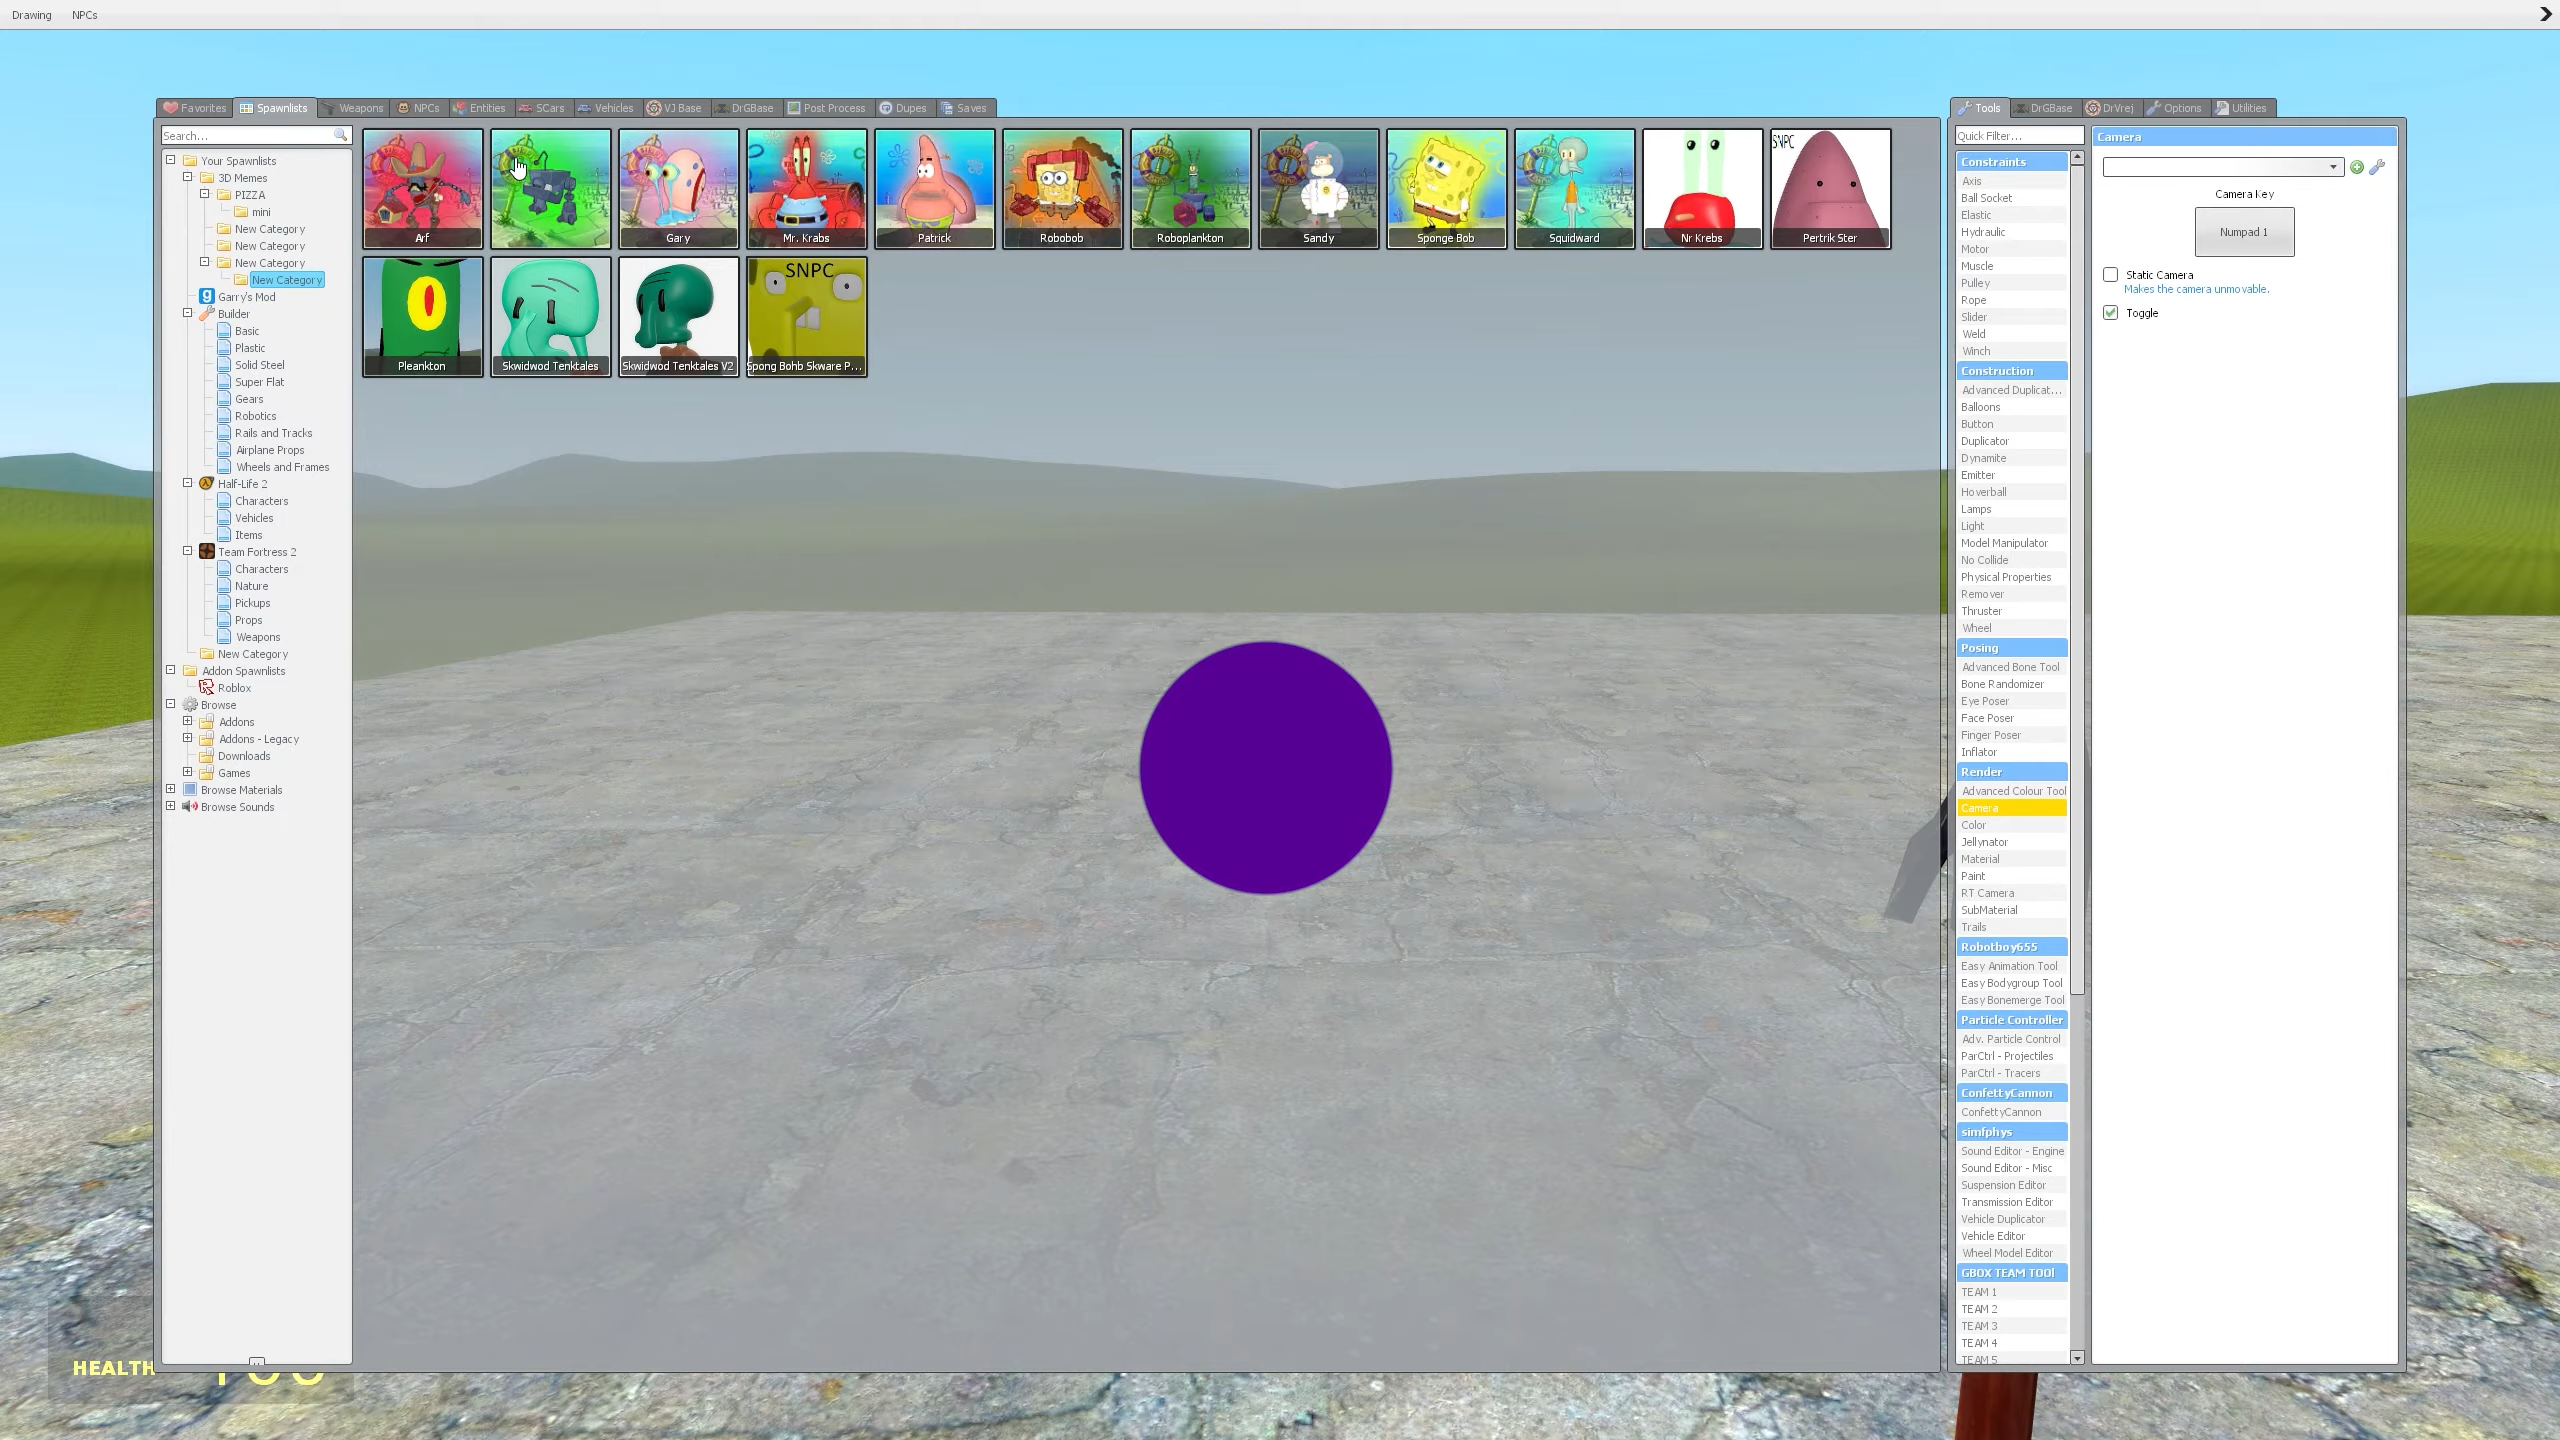 Drawing NPCs
Favorites Spawnlists Weapons NPCs Entities SCars Vehicles VJ Base DrGBase Post Process Dupes Saves
Search...
Your Spawnlists
3D Memes
PIZZA
mini
New Category
New Category
New Category
New Category
Garry's Mod
Builder
Basic
Plastic
Solid Steel
Super Flat
Gears
Robotics
Rails and Tracks
Airplane Props
Wheels and Frames
Half-Life 2
Characters
Vehicles
Items
Team Fortress 2
Characters
Nature
Pickups
Props
Weapons
New Category
Addon Spawnlists
Roblox
Browse
Addons
Addons - Legacy
Downloads
Games
Browse Materials
Browse Sounds
Arf Gary Mr. Krabs Patrick Robobob Roboplankton Sandy Sponge Bob Squidward Nr Krebs SNPC Pertrik Ster
Pleankton Skwidwod Tenktales Skwidwod Tenktales V2 SNPC Spong Bohb Skware P...
HEALTH
Tools DrGBase DrVrej Options Utilities
Quick Filter...
Constraints
Axis
Ball Socket
Elastic
Hydraulic
Motor
Muscle
Pulley
Rope
Slider
Weld
Winch
Construction
Advanced Duplicat...
Balloons
Button
Duplicator
Dynamite
Emitter
Hoverball
Lamps
Light
Model Manipulator
No Collide
Physical Properties
Remover
Thruster
Wheel
Posing
Advanced Bone Tool
Bone Randomizer
Eye Poser
Face Poser
Finger Poser
Inflator
Render
Advanced Colour Tool
Camera
Color
Jellynator
Material
Paint
RT Camera
SubMaterial
Trails
Robotboy655
Easy Animation Tool
Easy Bodygroup Tool
Easy Bonemerge Tool
Particle Controller
Adv. Particle Control
ParCtrl - Projectiles
ParCtrl - Tracers
ConfettyCannon
ConfettyCannon
simfphys
Sound Editor - Engine
Sound Editor - Misc
Suspension Editor
Transmission Editor
Vehicle Duplicator
Vehicle Editor
Wheel Model Editor
GBOX TEAM TOOl
TEAM 1
TEAM 2
TEAM 3
TEAM 4
TEAM 5
Camera
Camera Key
Numpad 1
Static Camera
Makes the camera unmovable.
Toggle